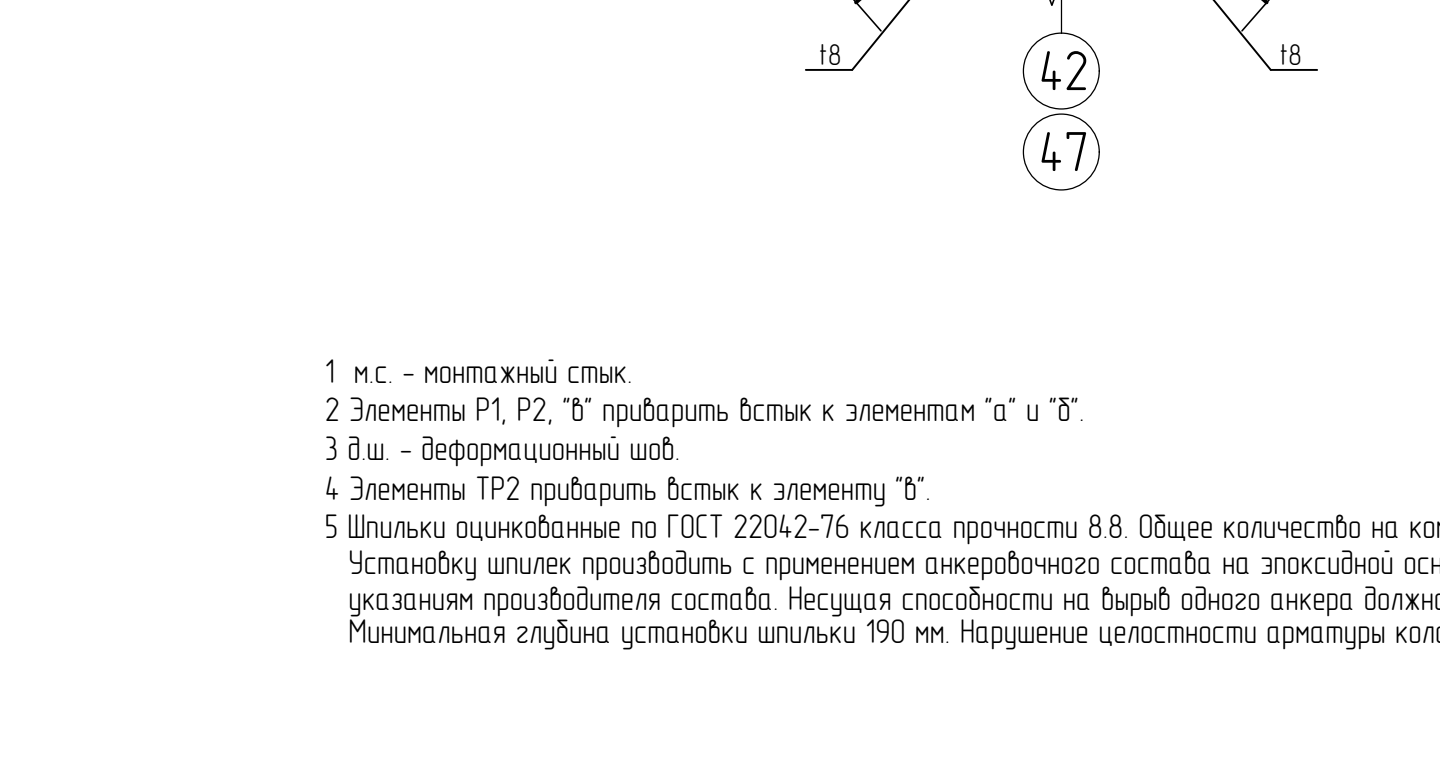 t8
t8
42
47
1 м.с. - монтажный стык.
2 Элементы Р1, Р2, "в" приварить встык к элементам "а" и "б".
3 д.ш. - деформационный шов.
4 Элементы ТР2 приварить встык к элементу "в".
5 Шпильки оцинкованные по ГОСТ 22042-76 класса прочности 8.8. Общее количество на
Установку шпилек производить с применением анкеровочного состава на эпоксидной
указаниям производителя состава. Несущая способности на вырыв одного анкера
Минимальная глубина установки шпильки 190 мм. Нарушение целостности арматуры